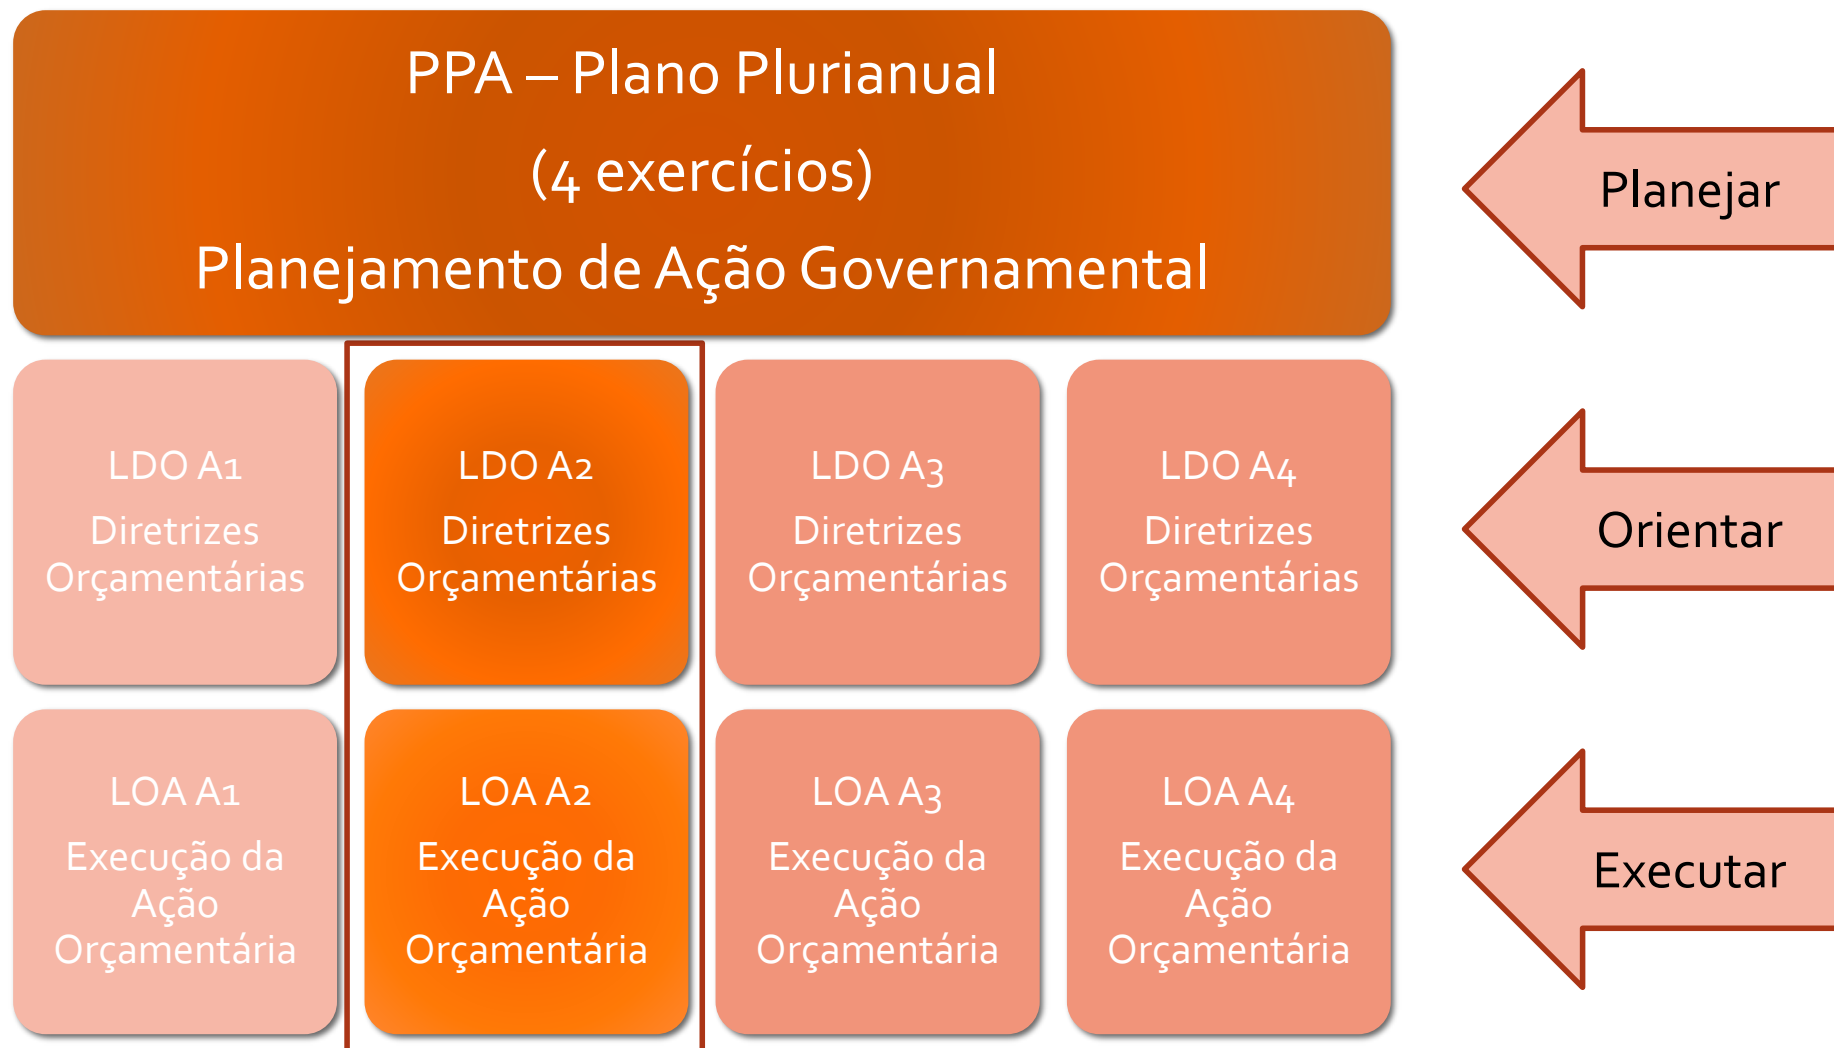 PPA – Plano Plurianual
(4 exercícios)
Planejamento de Ação Governamental
Planejar
LDO A1
Diretrizes
Orçamentárias
LDO A2
Diretrizes
Orçamentárias
LDO A3
Diretrizes
Orçamentárias
LDO A4
Diretrizes
Orçamentárias
Orientar
LOA A1
Execução da
Ação
Orçamentária
LOA A2
Execução da
Ação
Orçamentária
LOA A3
Execução da
Ação
Orçamentária
LOA A4
Execução da
Ação
Orçamentária
Executar